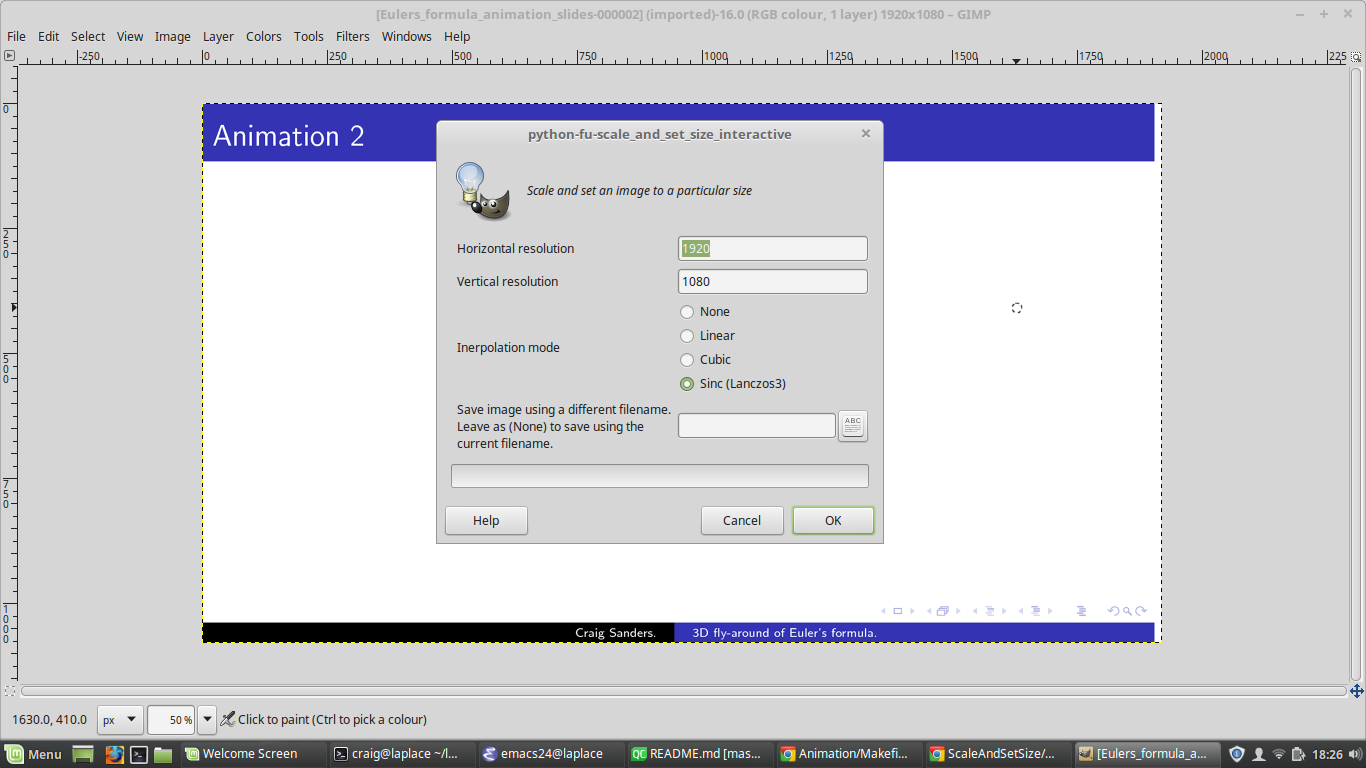 [Eulers_formula_animation_slides-000002] (imported)-16.0 (RGB colour, 1 layer) 1920x1080 – GIMP
File Edit Select View Image Layer Colors Tools Filters Windows Help
-250 0 250 500 750 1000 1250 1500 1750 2000 225
0
250
500
750
1000
Animation 2
python-fu-scale_and_set_size_interactive
Scale and set an image to a particular size
Horizontal resolution 1920
Vertical resolution 1080
None
Linear
Inerpolation mode
Cubic
Sinc (Lanczos3)
Save image using a different filename.
Leave as (None) to save using the
current filename.
ABC
Help Cancel OK
Craig Sanders. 3D fly-around of Euler's formula.
1630.0, 410.0 px 50 % Click to paint (Ctrl to pick a colour)
Menu Welcome Screen craig@laplace ~/l... emacs24@laplace README.md [mas... Animation/Makefi... ScaleAndSetSize/... [Eulers_formula_a... 18:26